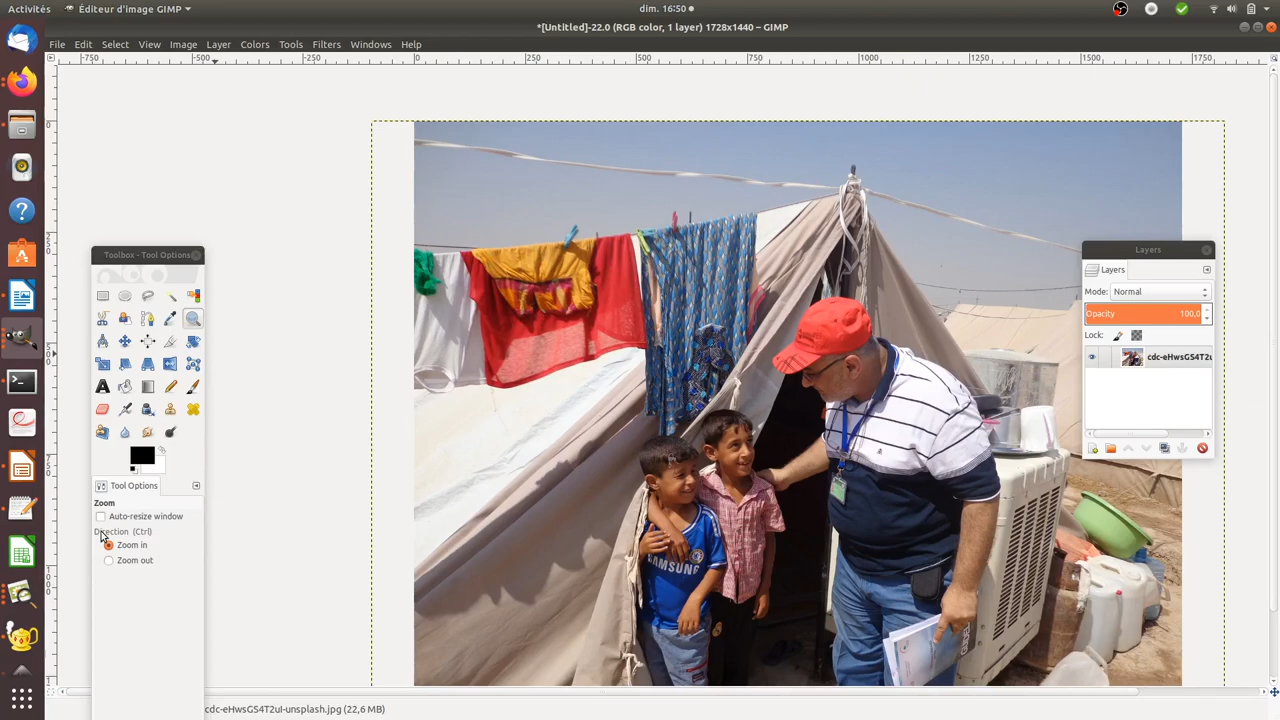 Activités
Éditeur d'image GIMP
dim. 16:50
*[Untitled]-22.0 (RGB color, 1 layer) 1728x1440 – GIMP
File Edit Select View Image Layer Colors Tools Filters Windows Help
-750 -500 -250 0 250 500 750 1000 1250 1500 1750
Toolbox - Tool Options
Tool Options
Zoom
Auto-resize window
Direction (Ctrl)
Zoom in
Zoom out
Layers
Layers
Mode: Normal
Opacity 100,0
Lock:
cdc-eHwsGS4T2u
SAMSUNG
cdc-eHwsGS4T2uI-unsplash.jpg (22,6 MB)